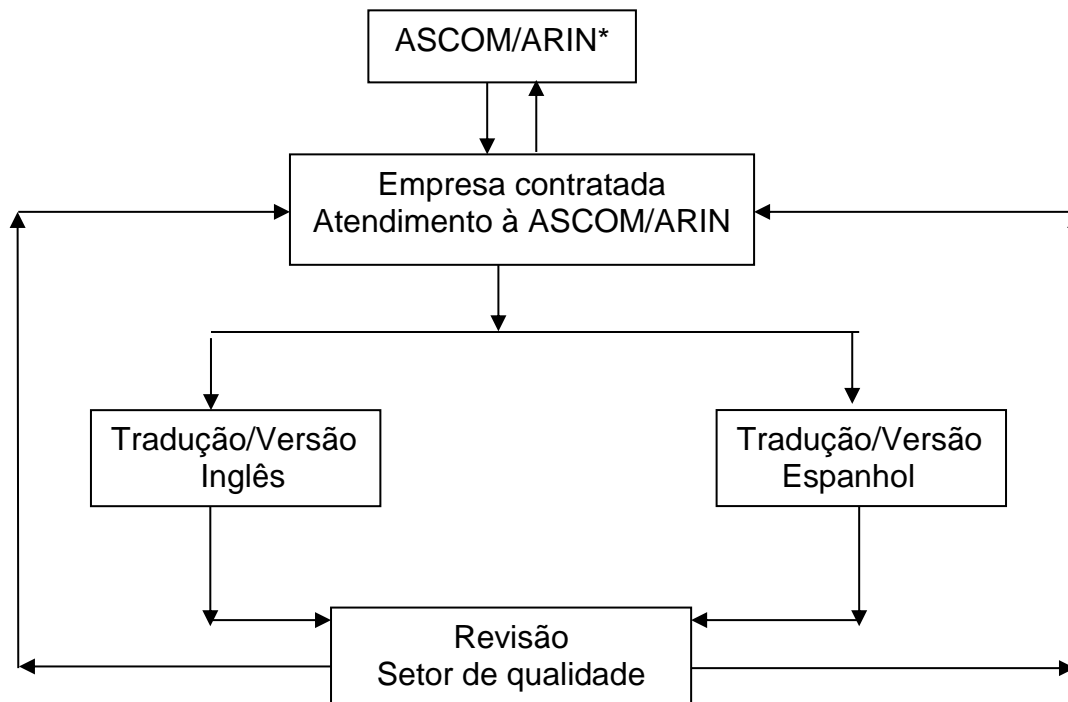 ASCOM/ARIN*
Empresa contratada
Atendimento à ASCOM/ARIN
Tradução/Versão
Inglês
Tradução/Versão
Espanhol
Revisão
Setor de qualidade